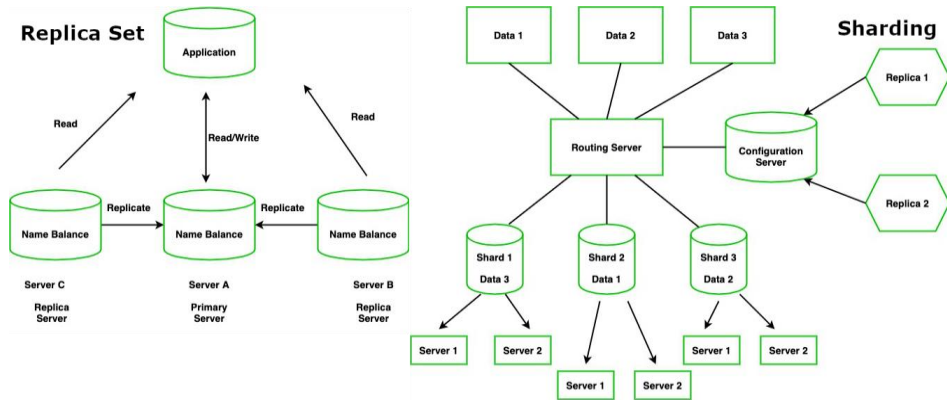 Replica Set
Application
Read
Read/Write
Read
Replicate
Replicate
Name Balance
Name Balance
Name Balance
Server C
Server A
Server B
Replica
Server
Primary
Server
Replica
Server
Sharding
Data 1
Data 2
Data 3
Replica 1
Routing Server
Configuration
Server
Replica 2
Shard 1
Data 3
Shard 2
Data 1
Shard 3
Data 2
Server 1
Server 2
Server 1
Server 2
Server 1
Server 2